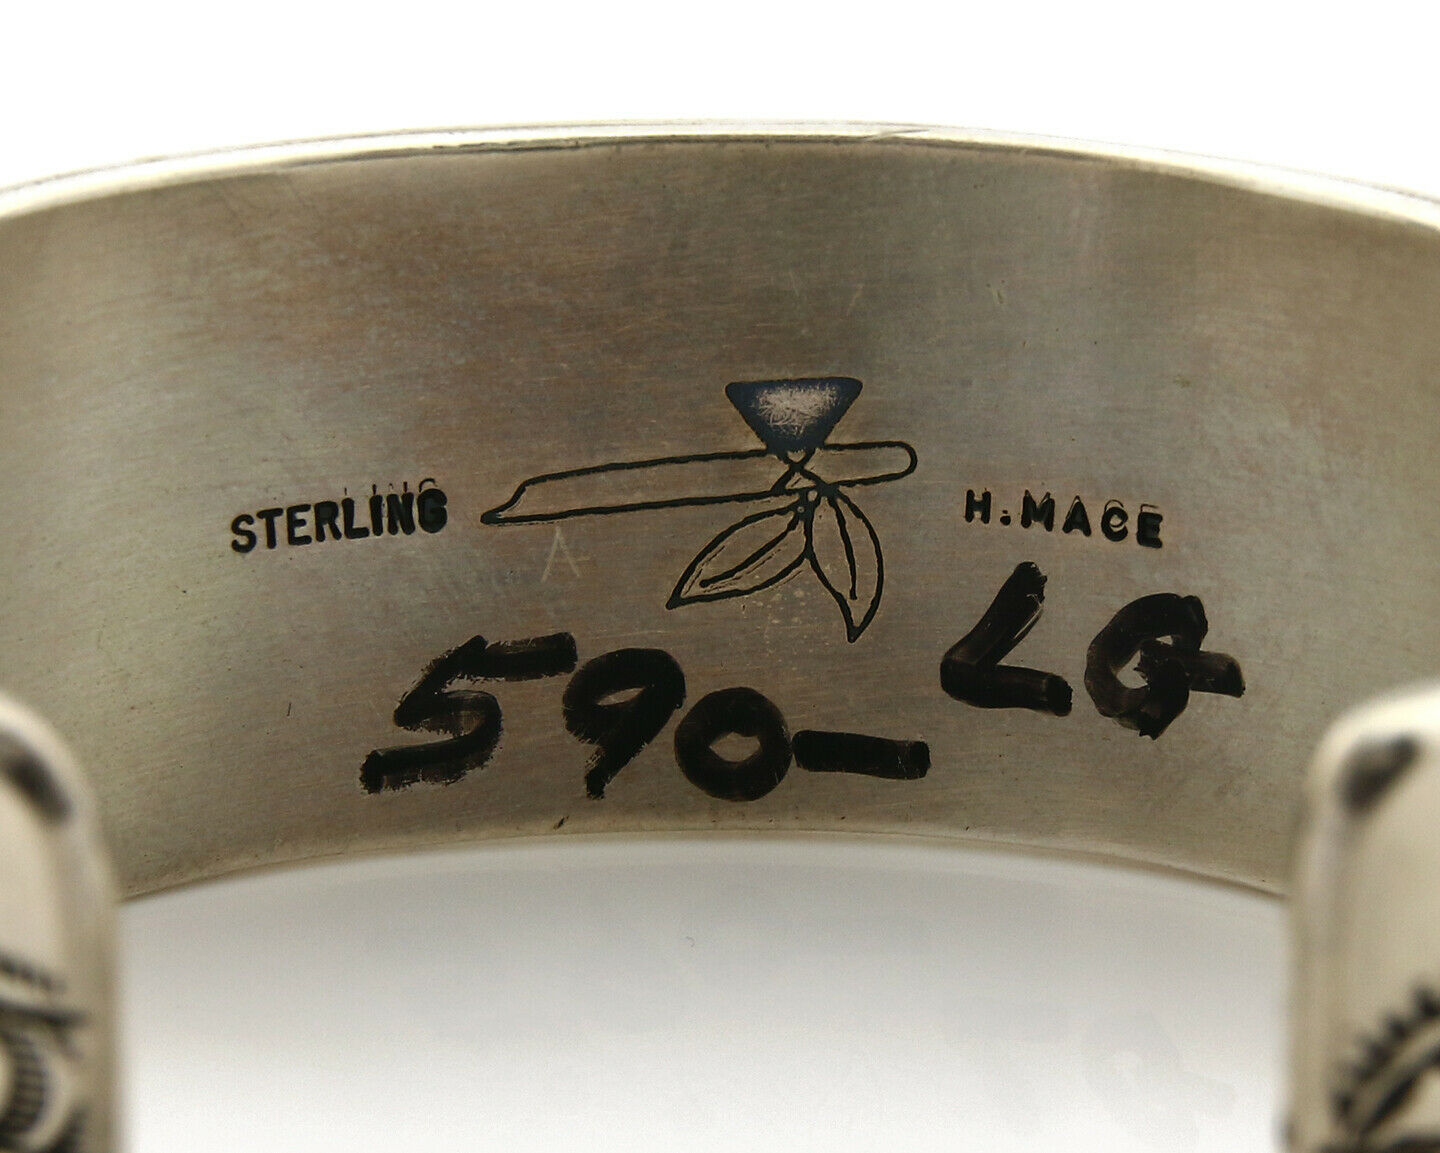 STERLING H. MACE
A
590- LG